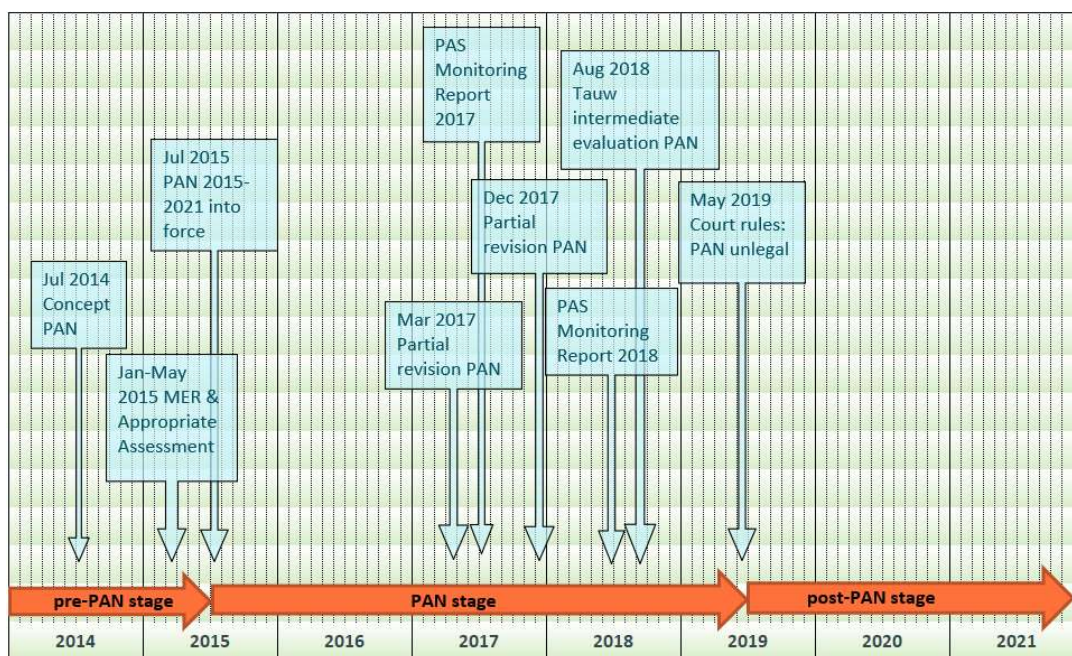 PAS
Monitoring
Report
2017
Aug 2018
Tauw
intermediate
evaluation PAN
Jul 2015
PAN 2015-
2021 into
force
Dec 2017
Partial
revision PAN
May 2019
Court rules:
PAN unlegal
Jul 2014
Concept
PAN
Mar 2017
Partial
revision PAN
PAS
Monitoring
Report 2018
Jan-May
2015 MER &
Appropriate
Assessment
pre-PAN stage
PAN stage
post-PAN stage
2014
2015
2016
2017
2018
2019
2020
2021